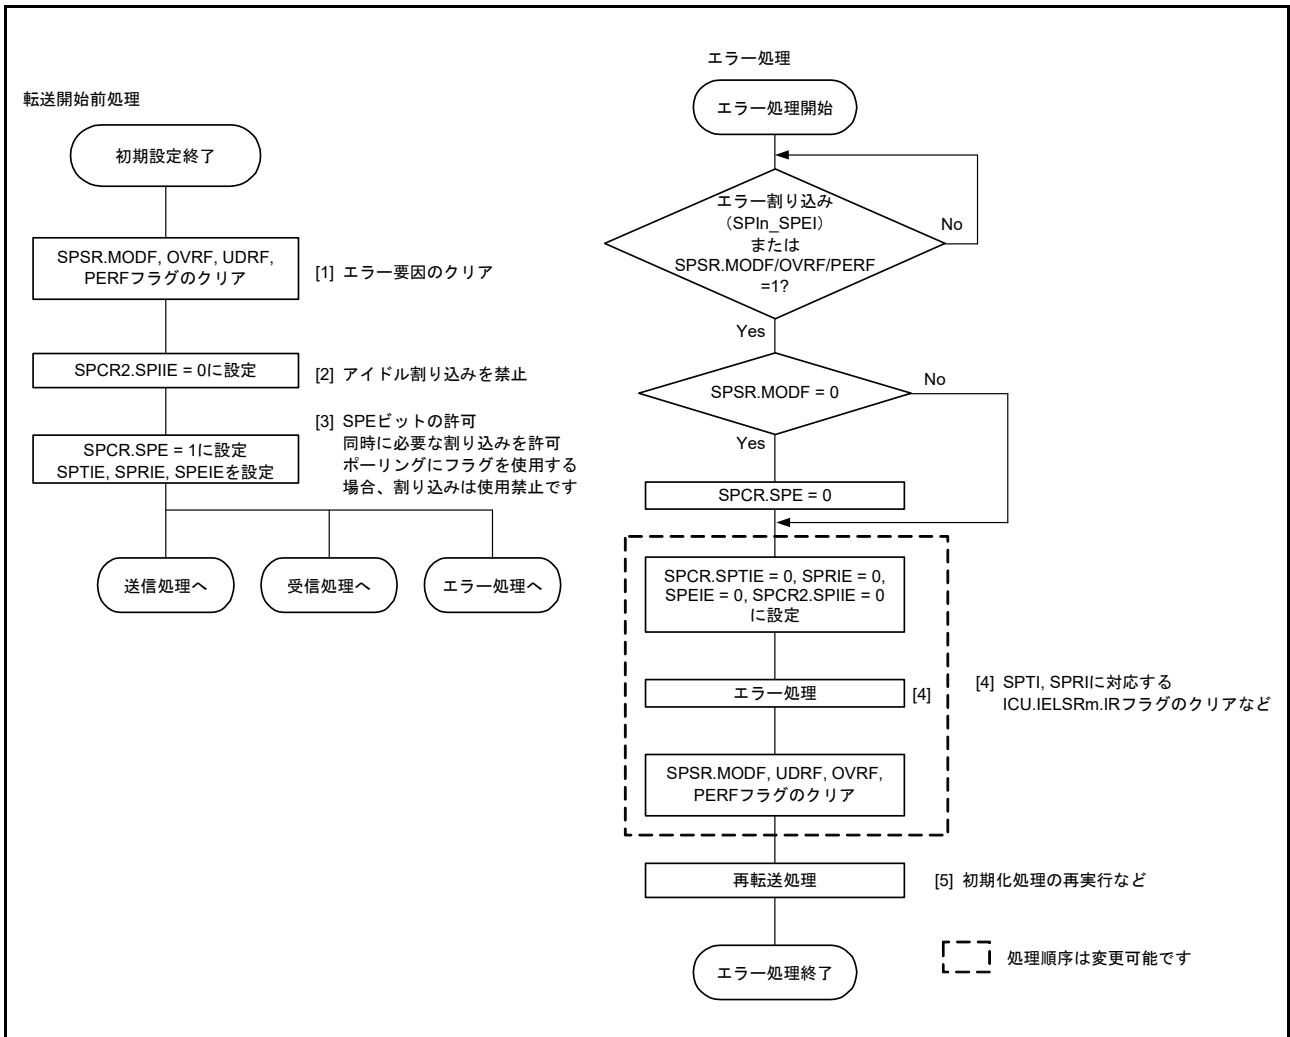 転送開始前処理
初期設定終了
SPSR.MODF, OVRF, UDRF,
PERFフラグのクリア
[1] エラー要因のクリア
SPCR2.SPIIE = 0に設定
[2] アイドル割り込みを禁止
SPCR.SPE = 1に設定
SPTIE, SPRIE, SPEIEを設定
[3] SPEビットの許可
同時に必要な割り込みを許可
ポーリングにフラグを使用する
場合、割り込みは使用禁止です
送信処理へ
受信処理へ
エラー処理へ
エラー処理
エラー処理開始
エラー割り込み
（SPIn_SPEI）
または
SPSR.MODF/OVRF/PERF
=1?
No
Yes
SPSR.MODF = 0
No
Yes
SPCR.SPE = 0
SPCR.SPTIE = 0, SPRIE = 0,
SPEIE = 0, SPCR2.SPIIE = 0
に設定
エラー処理
[4]
[4] SPTI, SPRIに対応する
ICU.IELSRm.IRフラグのクリアなど
SPSR.MODF, UDRF, OVRF,
PERFフラグのクリア
再転送処理
[5] 初期化処理の再実行など
エラー処理終了
処理順序は変更可能です